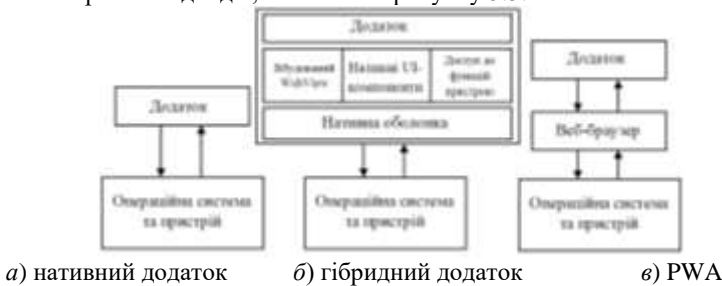 Додаток
Вбудований WebView
Нативні UI-компоненти
Доступ до функцій пристрою
Нативна оболонка
Операційна система та пристрій
Додаток
Операційна система та пристрій
Додаток
Веб-браузер
Операційна система та пристрій
а) нативний додаток б) гібридний додаток в) PWA